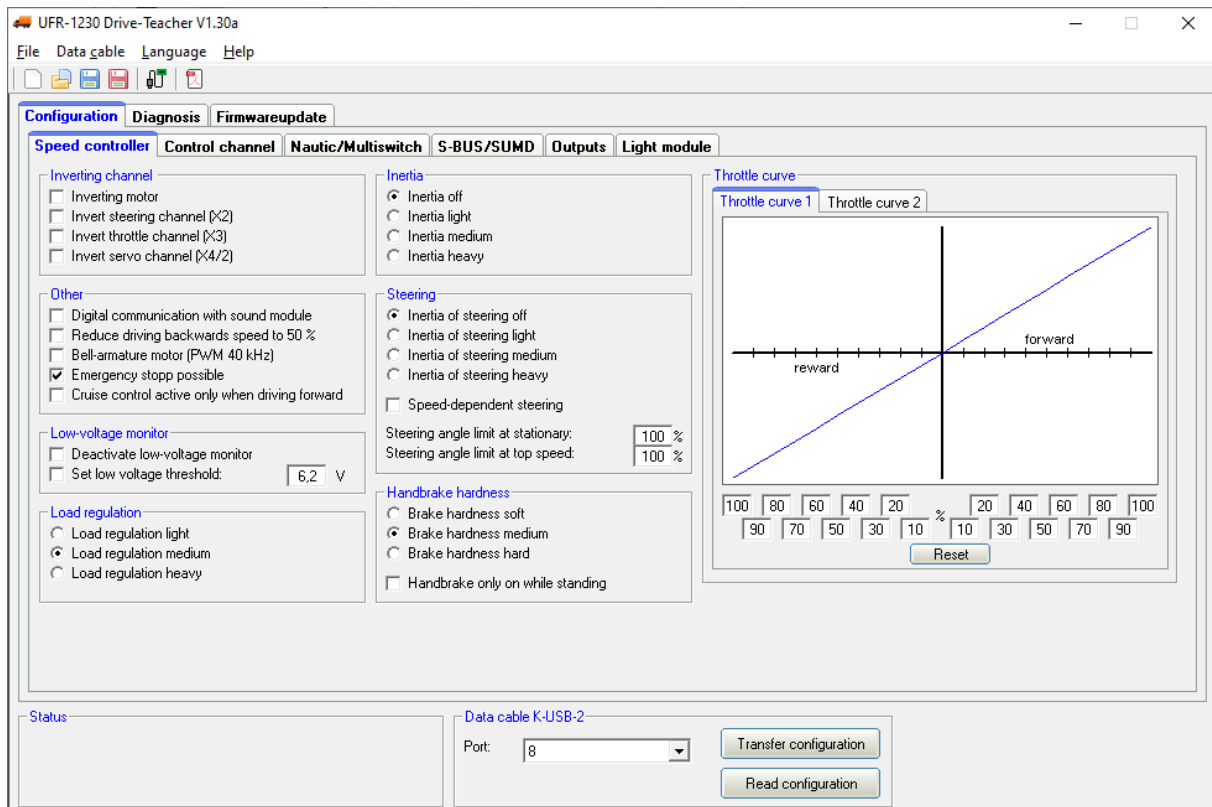 UFR-1230 Drive-Teacher V1.30a
File Data cable Language Help
Configuration Diagnosis Firmwareupdate
Speed controller Control channel Nautic/Multiswitch S-BUS/SUMD Outputs Light module
Inverting channel
Inverting motor
Invert steering channel (X2)
Invert throttle channel (X3)
Invert servo channel (X4/2)
Other
Digital communication with sound module
Reduce driving backwards speed to 50 %
Bell-armature motor (PWM 40 kHz)
Emergency stopp possible
Cruise control active only when driving forward
Low-voltage monitor
Deactivate low-voltage monitor
Set low voltage threshold: 6,2 V
Load regulation
Load regulation light
Load regulation medium
Load regulation heavy
Inertia
Inertia off
Inertia light
Inertia medium
Inertia heavy
Steering
Inertia of steering off
Inertia of steering light
Inertia of steering medium
Inertia of steering heavy
Speed-dependent steering
Steering angle limit at stationary: 100 %
Steering angle limit at top speed: 100 %
Handbrake hardness
Brake hardness soft
Brake hardness medium
Brake hardness hard
Handbrake only on while standing
Throttle curve
Throttle curve 1 Throttle curve 2
forward
reward
100 80 60 40 20 % 20 40 60 80 100
90 70 50 30 10 10 30 50 70 90
Reset
Status
Data cable K-USB-2
Port: 8
Transfer configuration
Read configuration